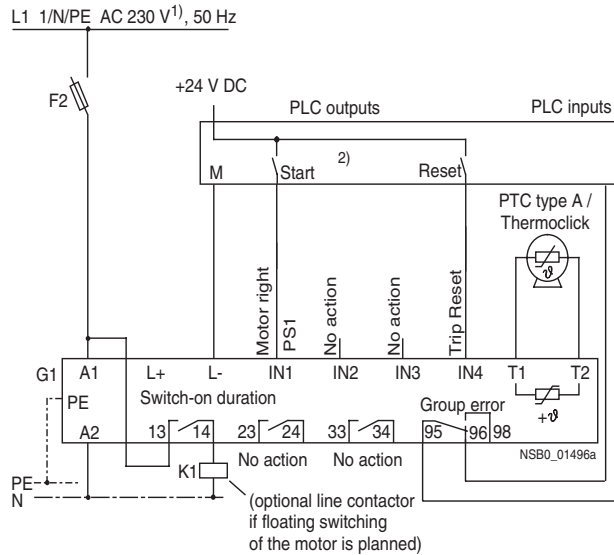 L1 1/N/PE AC 230 V1), 50 Hz
F2
+24 V DC
PLC outputs
PLC inputs
M
Start
2)
Reset
PTC type A /
Thermoclick
ϑ
Motor right
PS1
No action
No action
Trip Reset
G1
A1
L+
L-
IN1
IN2
IN3
IN4
T1
T2
PE
Switch-on duration
Group error
+ϑ
A2
13
14
23
24
33
34
95
96
98
No action
No action
NSB0_01496a
K1
PE
N
(optional line contactor
if floating switching
of the motor is planned)